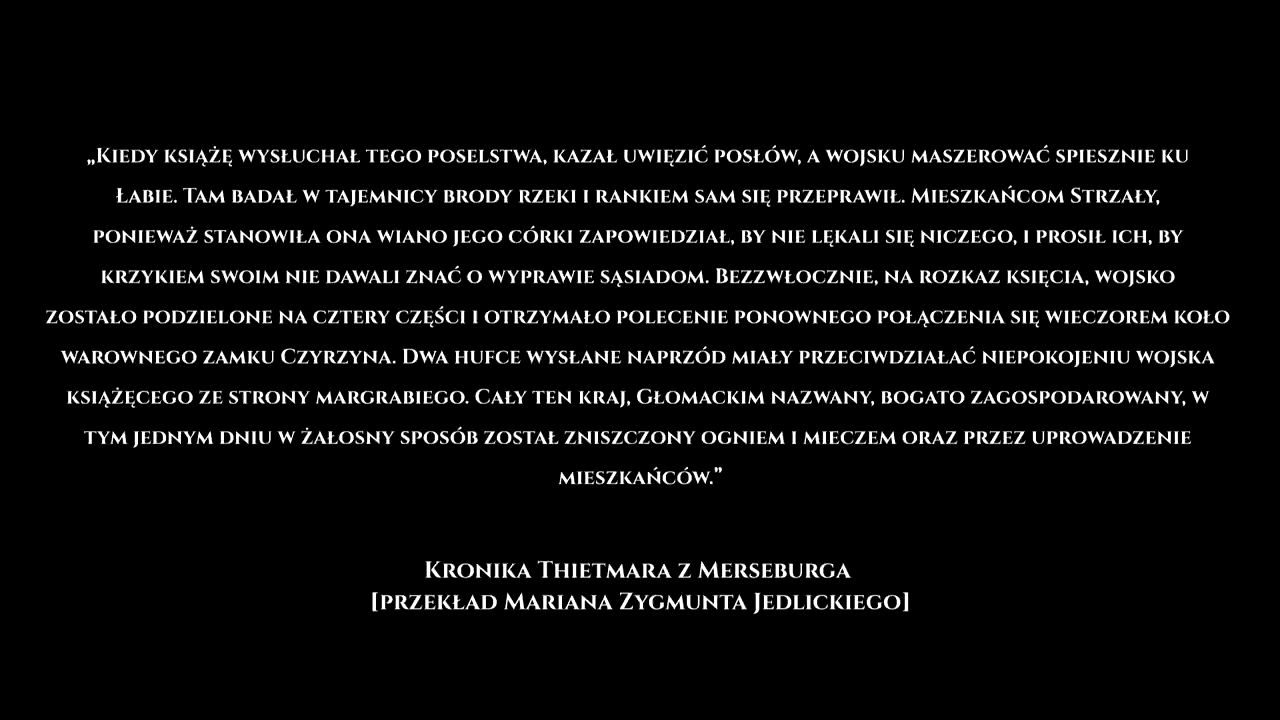 „Kiedy książę wysłuchał tego poselstwa, kazał uwięzić posłów, a wojsku maszerować spiesznie ku
Łabie. Tam badał w tajemnicy brody rzeki i rankiem sam się przeprawił. Mieszkańcom Strzały,
ponieważ stanowiła ona wiano jego córki zapowiedział, by nie lękali się niczego, i prosił ich, by
krzykiem swoim nie dawali znać o wyprawie sąsiadom. Bezzwłocznie, na rozkaz księcia, wojsko
zostało podzielone na cztery części i otrzymało polecenie ponownego połączenia się wieczorem koło
warownego zamku Czyrzyna. Dwa hufce wysłane naprzód miały przeciwdziałać niepokojeniu wojska
książęcego ze strony margrabiego. Cały ten kraj, Głomackim nazwany, bogato zagospodarowany, w
tym jednym dniu w żałosny sposób został zniszczony ogniem i mieczem oraz przez uprowadzenie
mieszkańców.”
Kronika Thietmara z Merseburga
[przekład Mariana Zygmunta Jedlickiego]